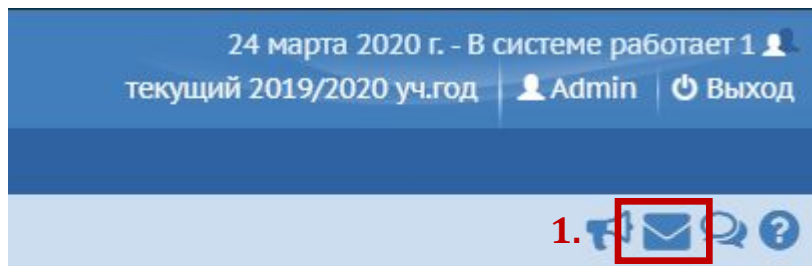 24 марта 2020 г. - В системе работает 1
текущий 2019/2020 уч.год Admin Выход
1. ?